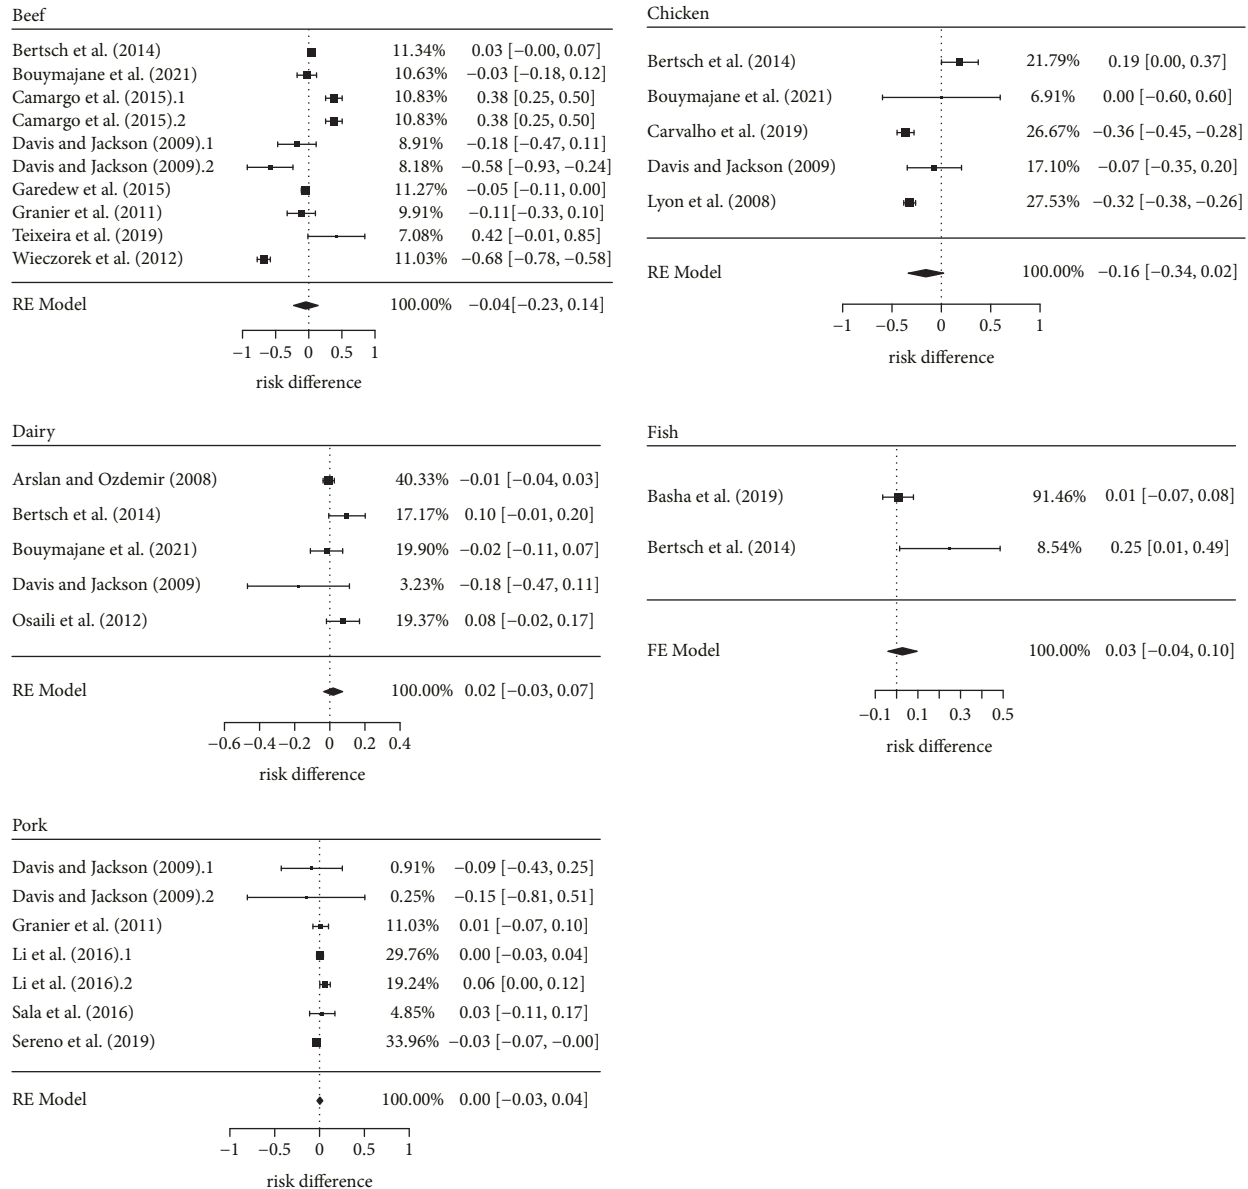 Beef
Bertsch et al. (2014) 11.34% 0.03 [−0.00, 0.07]
Bouymajane et al. (2021) 10.63% −0.03 [−0.18, 0.12]
Camargo et al. (2015).1 10.83% 0.38 [0.25, 0.50]
Camargo et al. (2015).2 10.83% 0.38 [0.25, 0.50]
Davis and Jackson (2009).1 8.91% −0.18 [−0.47, 0.11]
Davis and Jackson (2009).2 8.18% −0.58 [−0.93, −0.24]
Garedew et al. (2015) 11.27% −0.05 [−0.11, 0.00]
Granier et al. (2011) 9.91% −0.11[−0.33, 0.10]
Teixeira et al. (2019) 7.08% 0.42 [−0.01, 0.85]
Wieczorek et al. (2012) 11.03% −0.68 [−0.78, −0.58]
RE Model 100.00% −0.04[−0.23, 0.14]
−1 −0.5 0 0.5 1
risk difference
Chicken
Bertsch et al. (2014) 21.79% 0.19 [0.00, 0.37]
Bouymajane et al. (2021) 6.91% 0.00 [−0.60, 0.60]
Carvalho et al. (2019) 26.67% −0.36 [−0.45, −0.28]
Davis and Jackson (2009) 17.10% −0.07 [−0.35, 0.20]
Lyon et al. (2008) 27.53% −0.32 [−0.38, −0.26]
RE Model 100.00% −0.16 [−0.34, 0.02]
−1 −0.5 0 0.5 1
risk difference
Dairy
Arslan and Ozdemir (2008) 40.33% −0.01 [−0.04, 0.03]
Bertsch et al. (2014) 17.17% 0.10 [−0.01, 0.20]
Bouymajane et al. (2021) 19.90% −0.02 [−0.11, 0.07]
Davis and Jackson (2009) 3.23% −0.18 [−0.47, 0.11]
Osaili et al. (2012) 19.37% 0.08 [−0.02, 0.17]
RE Model 100.00% 0.02 [−0.03, 0.07]
−0.6 −0.4 −0.2 0 0.2 0.4
risk difference
Fish
Basha et al. (2019) 91.46% 0.01 [−0.07, 0.08]
Bertsch et al. (2014) 8.54% 0.25 [0.01, 0.49]
FE Model 100.00% 0.03 [−0.04, 0.10]
−0.1 0.1 0.3 0.5
risk difference
Pork
Davis and Jackson (2009).1 0.91% −0.09 [−0.43, 0.25]
Davis and Jackson (2009).2 0.25% −0.15 [−0.81, 0.51]
Granier et al. (2011) 11.03% 0.01 [−0.07, 0.10]
Li et al. (2016).1 29.76% 0.00 [−0.03, 0.04]
Li et al. (2016).2 19.24% 0.06 [0.00, 0.12]
Sala et al. (2016) 4.85% 0.03 [−0.11, 0.17]
Sereno et al. (2019) 33.96% −0.03 [−0.07, −0.00]
RE Model 100.00% 0.00 [−0.03, 0.04]
−1 −0.5 0 0.5 1
risk difference